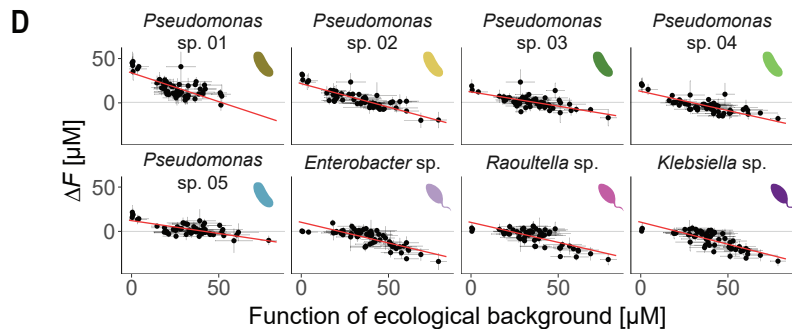 D
Pseudomonas Pseudomonas Pseudomonas Pseudomonas
sp. 01 sp. 02 sp. 03 sp. 04
50
0
Pseudomonas Enterobacter sp. Raoultella sp. Klebsiella sp.
sp. 05
50
0
ΔF [µM]
0 50 0 50 0 50 0 50
Function of ecological background [µM]